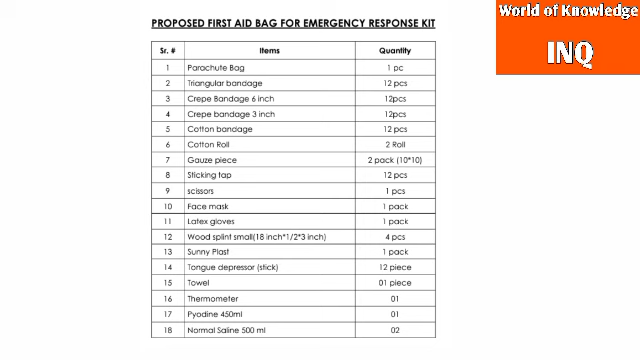 PROPOSED FIRST AID BAG FOR EMERGENCY RESPONSE KIT
World of Knowledge
INQ
Sr. # Items Quantity
1 Parachute Bag 1 pc
2 Triangular bandage 12 pcs
3 Crepe Bandage 6 inch 12pcs
4 Crepe bandage 3 inch 12pcs
5 Cotton bandage 12 pcs
6 Cotton Roll 2 Roll
7 Gauze piece 2 pack (10*10)
8 Sticking tap 12 pcs
9 scissors 1 pcs
10 Face mask 1 pack
11 Latex gloves 1 pack
12 Wood splint small(18 inch*1/2*3 inch) 4 pcs
13 Sunny Plast 1 pack
14 Tongue depressor (stick) 12 piece
15 Towel 01 piece
16 Thermometer 01
17 Pyodine 450ml 01
18 Normal Saline 500 ml 02